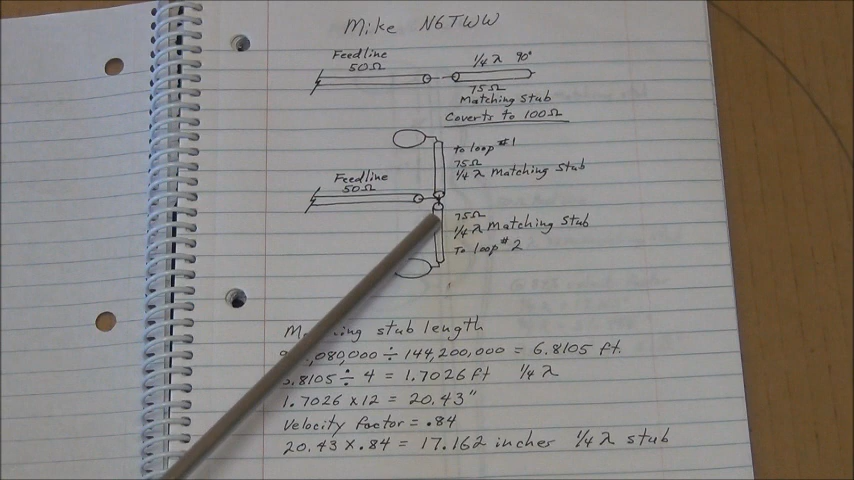 Mike N6TWW
Feedline
50Ω
1/4 λ 90°
75Ω
Matching Stub
Coverts to 100Ω
to loop #1
75Ω
1/4 λ Matching Stub
Feedline
50Ω
75Ω
1/4 λ Matching Stub
To loop #2
stub length
,080,000 ÷ 144,200,000 = 6.8105 ft.
.8105 ÷ 4 = 1.7026 ft 1/4 λ
1.7026 x 12 = 20.43"
Velocity factor = .84
20.43 x .84 = 17.162 inches 1/4 λ stub